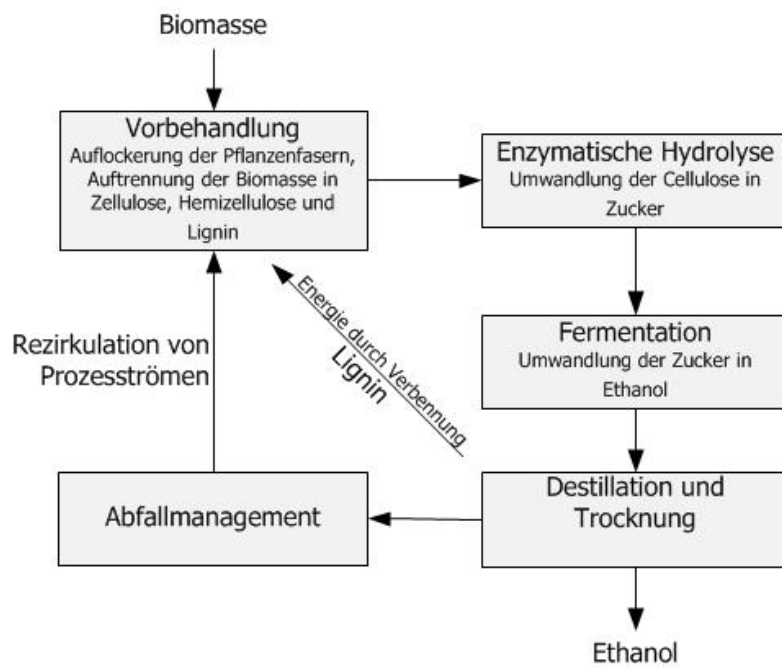 Biomasse
Vorbehandlung
Auflockerung der Pflanzenfasern,
Auftrennung der Biomasse in
Zellulose, Hemizellulose und
Lignin
Enzymatische Hydrolyse
Umwandlung der Cellulose in
Zucker
Fermentation
Umwandlung der Zucker in
Ethanol
Energie durch Verbennung
Lignin
Rezirkulation von
Prozesströmen
Destillation und
Trocknung
Abfallmanagement
Ethanol